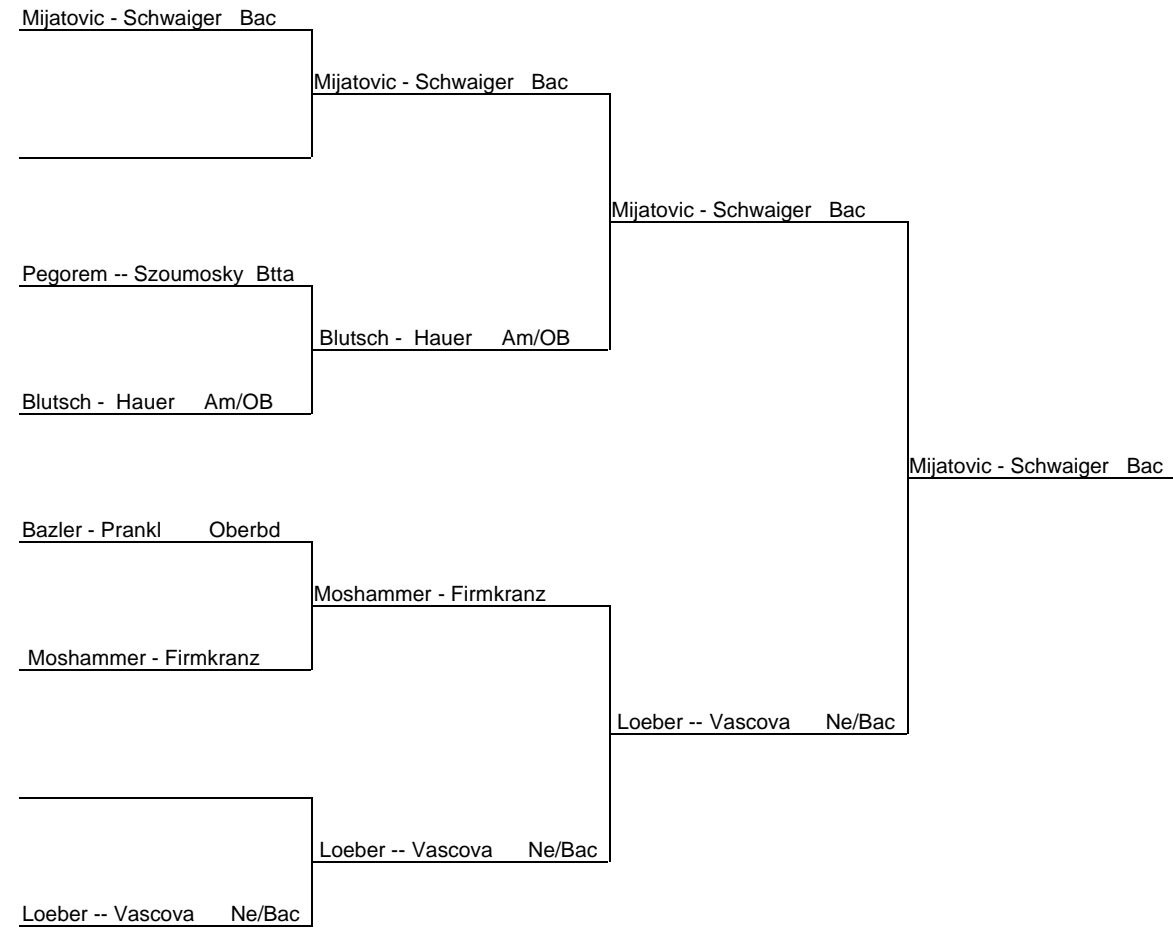 Mijatovic - Schwaiger Bac
Mijatovic - Schwaiger Bac
Mijatovic - Schwaiger Bac
Pegorem -- Szoumosky Btta
Blutsch - Hauer Am/OB
Blutsch - Hauer Am/OB
Mijatovic - Schwaiger Bac
Bazler - Prankl Oberbd
Moshammer - Firmkranz
Moshammer - Firmkranz
Loeber -- Vascova Ne/Bac
Loeber -- Vascova Ne/Bac
Loeber -- Vascova Ne/Bac